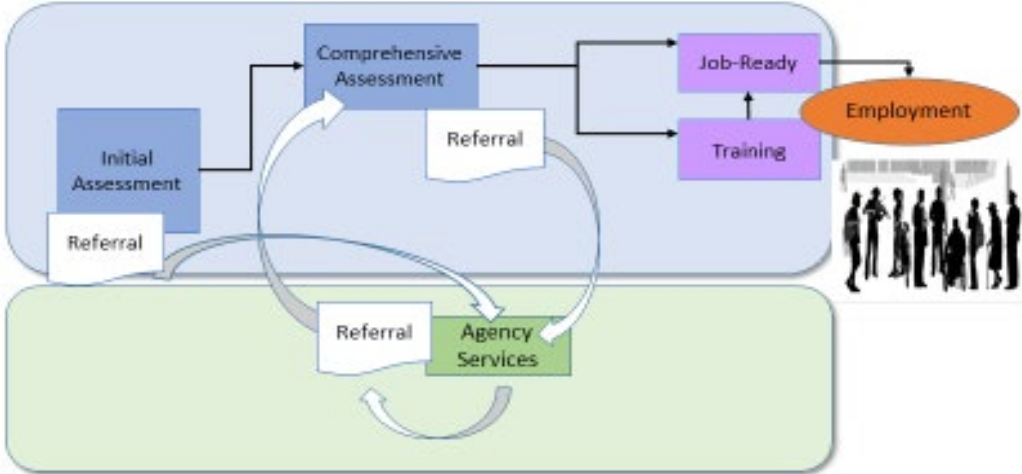 Comprehensive
Assessment
Job-Ready
Employment
Referral
Training
Initial
Assessment
Referral
Referral
Agency
Services